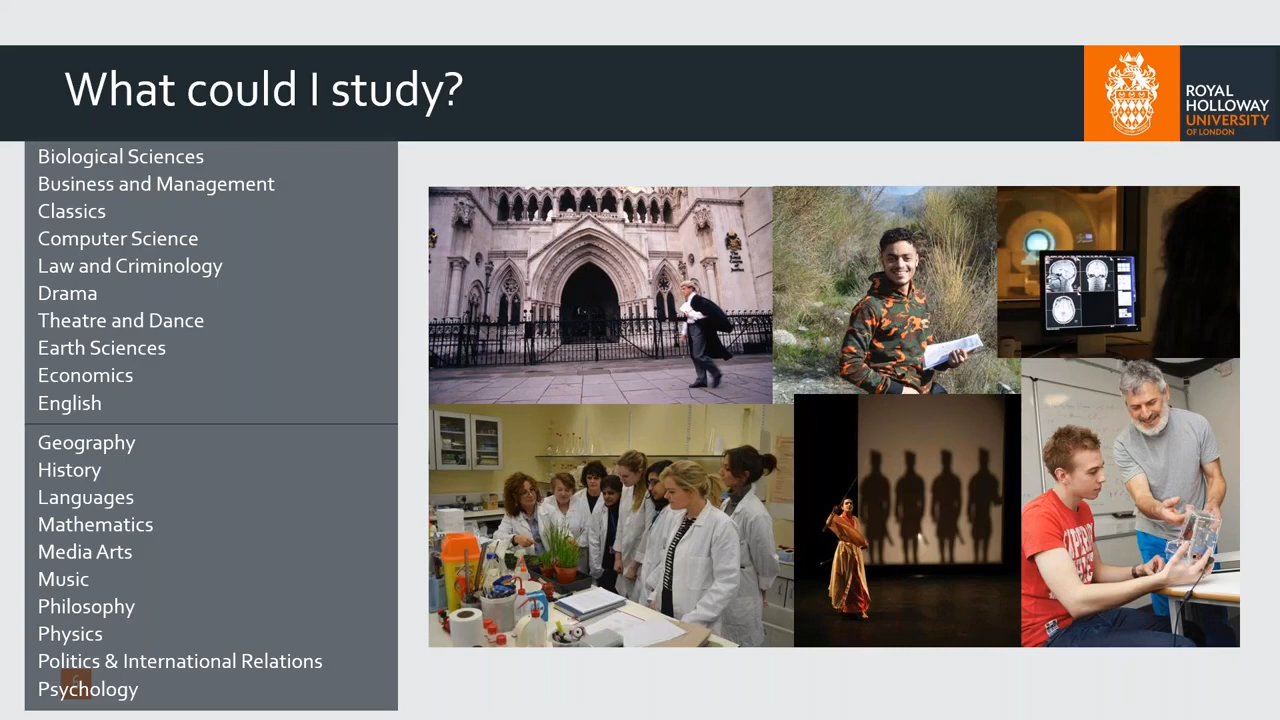 What could I study?
ROYAL
HOLLOWAY
UNIVERSITY
OF LONDON
Biological Sciences
Business and Management
Classics
Computer Science
Law and Criminology
Drama
Theatre and Dance
Earth Sciences
Economics
English
Geography
History
Languages
Mathematics
Media Arts
Music
Philosophy
Physics
Politics & International Relations
Psychology
6